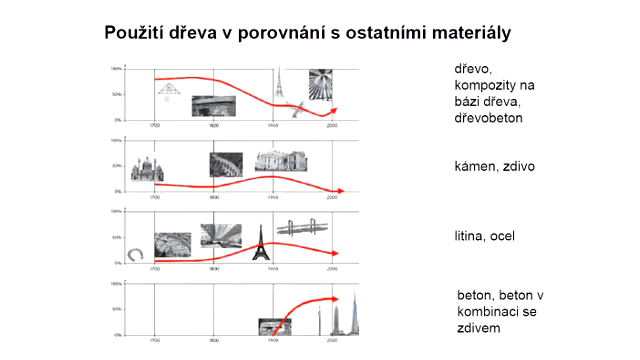 Použití dřeva v porovnání s ostatními materiály
100%
50%
0%
1700
1800
1900
2000
dřevo,
kompozity na
bázi dřeva,
dřevobeton
100%
50%
0%
1700
1800
1900
2000
kámen, zdivo
100%
50%
0%
1700
1800
1900
2000
litina, ocel
100%
50%
0%
1700
1800
1900
2000
beton, beton v
kombinaci se
zdivem